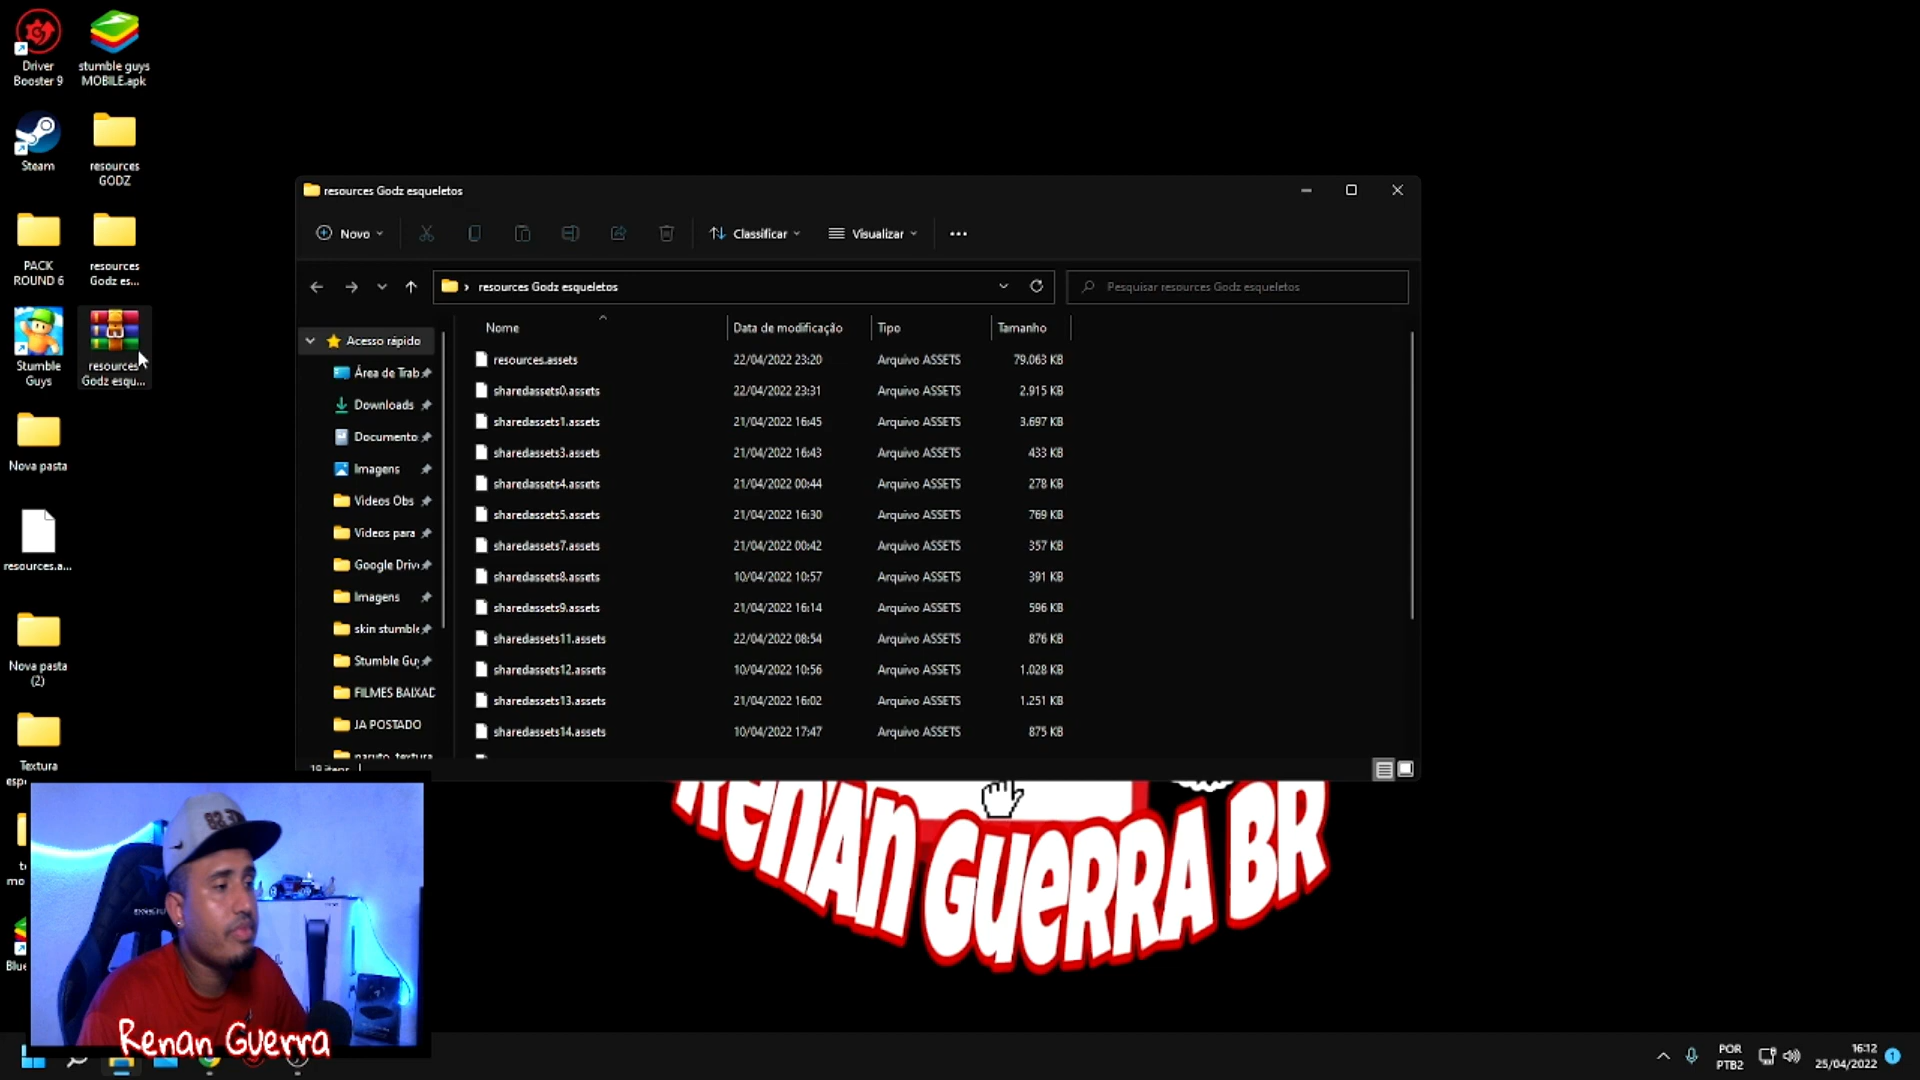 Driver
Booster 9
stumble guys
MOBILE.apk
Steam
resources
GODZ
PACK
ROUND 6
resources
Godz es...
Stumble
Guys
resources
Godz esqu...
Nova pasta
resources.a...
Nova pasta
(2)
Textura
resources Godz esqueletos
Novo
Classificar
Visualizar
resources Godz esqueletos
Pesquisar resources Godz esqueletos
Acesso rápido
Área de Trab
Downloads
Documento
Imagens
Videos Obs
Videos para
Google Driv
Imagens
skin stumble
Stumble Gu
FILMES BAIXAD
JA POSTADO
naruto textura
Nome Data de modificação Tipo Tamanho
resources.assets 22/04/2022 23:20 Arquivo ASSETS 79.063 KB
sharedassets0.assets 22/04/2022 23:31 Arquivo ASSETS 2.915 KB
sharedassets1.assets 21/04/2022 16:45 Arquivo ASSETS 3.697 KB
sharedassets3.assets 21/04/2022 16:43 Arquivo ASSETS 433 KB
sharedassets4.assets 21/04/2022 00:44 Arquivo ASSETS 278 KB
sharedassets5.assets 21/04/2022 16:30 Arquivo ASSETS 769 KB
sharedassets7.assets 21/04/2022 00:42 Arquivo ASSETS 357 KB
sharedassets8.assets 10/04/2022 10:57 Arquivo ASSETS 391 KB
sharedassets9.assets 21/04/2022 16:14 Arquivo ASSETS 596 KB
sharedassets11.assets 22/04/2022 08:54 Arquivo ASSETS 876 KB
sharedassets12.assets 10/04/2022 10:56 Arquivo ASSETS 1.028 KB
sharedassets13.assets 21/04/2022 16:02 Arquivo ASSETS 1.251 KB
sharedassets14.assets 10/04/2022 17:47 Arquivo ASSETS 875 KB
19 itens
Renan Guerra BR
Renan Guerra
POR
PTB2
16:12
25/04/2022
1